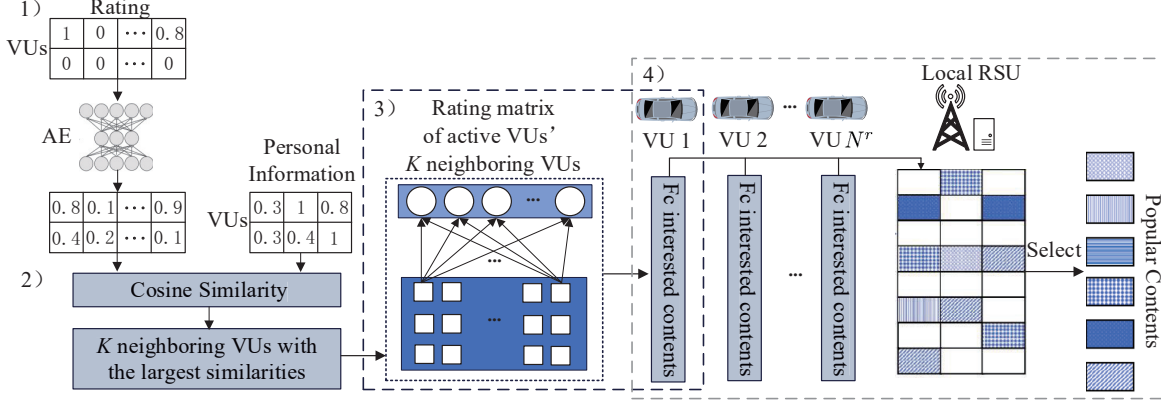 1）
Rating
VUs
1 0 ··· 0.8
0 0 ··· 0
AE
0.8 0.1 ··· 0.9
0.4 0.2 ··· 0.1
Personal
Information
VUs
0.3 1 0.8
0.3 0.4 1
2）
Cosine Similarity
K neighboring VUs with
the largest similarities
3）
Rating matrix
of active VUs’
K neighboring VUs
...
...
...
4）
...
VU 1
VU 2
VU Nʳ
Fc interested contents
Fc interested contents
...
Fc interested contents
Local RSU
Select
Popular Contents